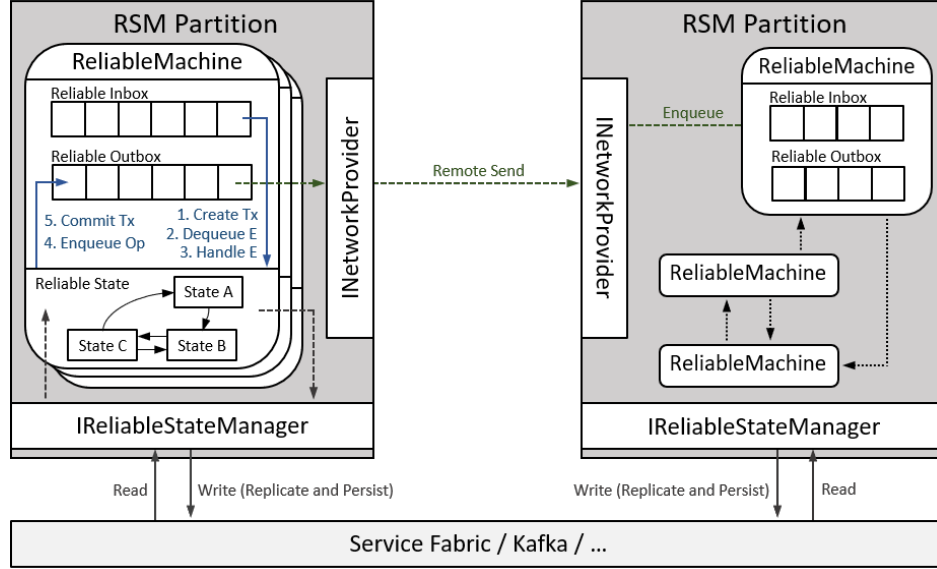 RSM Partition
ReliableMachine
Reliable Inbox
Reliable Outbox
5. Commit Tx
4. Enqueue Op
1. Create Tx
2. Dequeue E
3. Handle E
Reliable State
State A
State C
State B
INetworkProvider
IReliableStateManager
Read
Write (Replicate and Persist)
Remote Send
RSM Partition
INetworkProvider
Enqueue
ReliableMachine
Reliable Inbox
Reliable Outbox
ReliableMachine
ReliableMachine
IReliableStateManager
Write (Replicate and Persist)
Read
Service Fabric / Kafka / ...